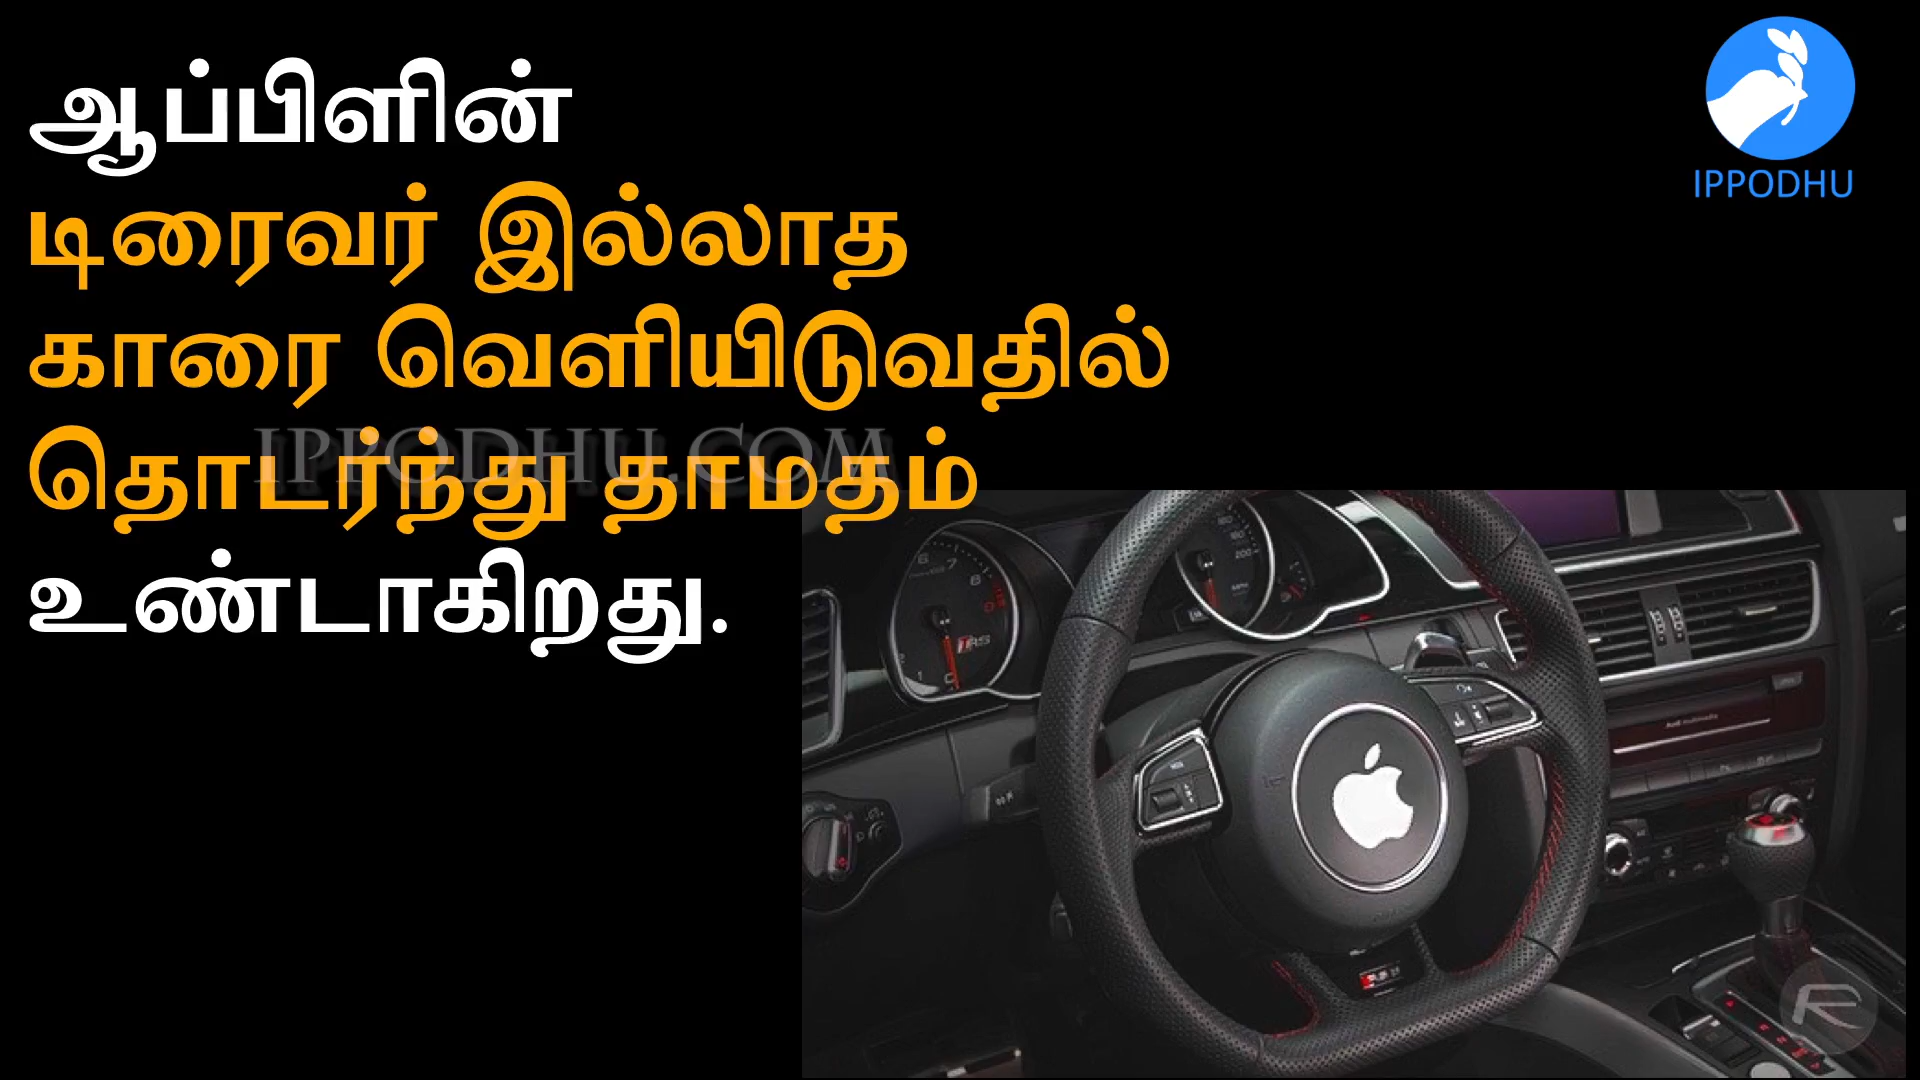 ஆப்பிளின்
டிரைவர் இல்லாத
காரை வெளியிடுவதில்
தொடர்ந்து தாமதம்
உண்டாகிறது.
IPPODHU
IPPODHU.COM